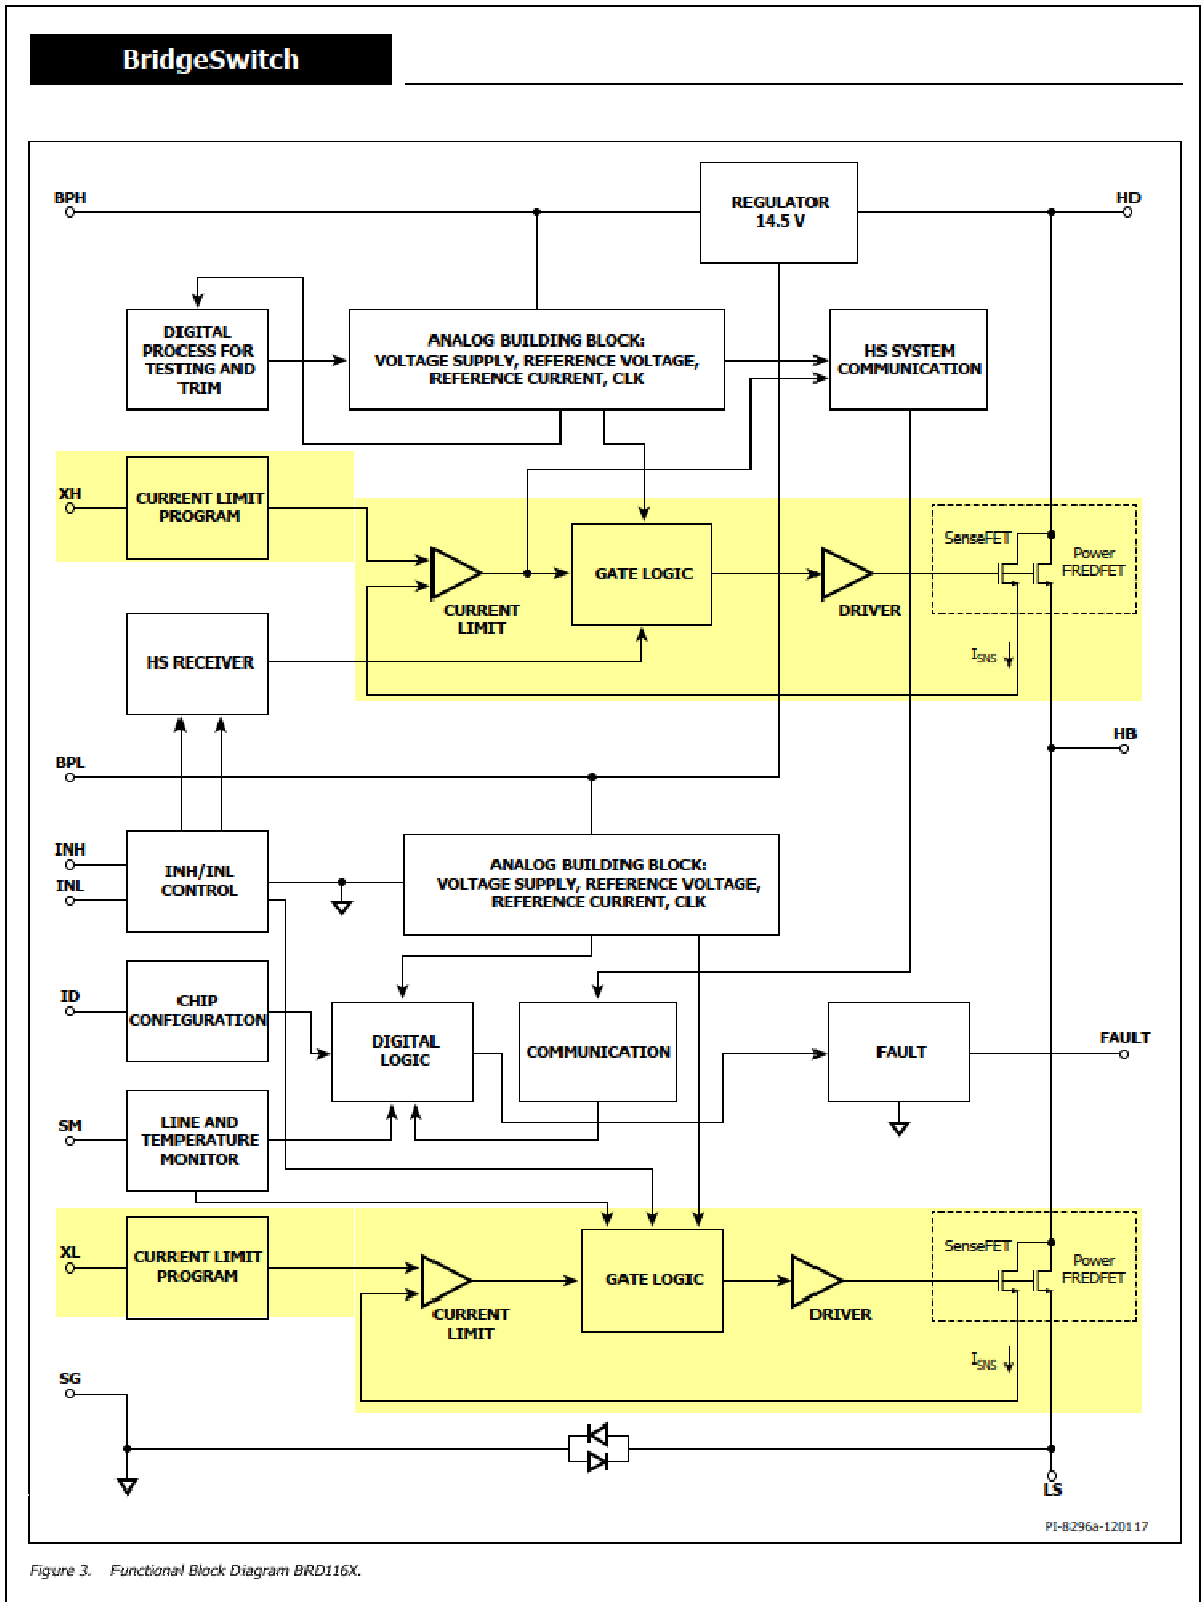 BridgeSwitch
BPH
REGULATOR
14.5 V
HD
DIGITAL
PROCESS FOR
TESTING AND
TRIM
ANALOG BUILDING BLOCK:
VOLTAGE SUPPLY, REFERENCE VOLTAGE,
REFERENCE CURRENT, CLK
HS SYSTEM
COMMUNICATION
XH
CURRENT LIMIT
PROGRAM
CURRENT
LIMIT
GATE LOGIC
DRIVER
SenseFET
Power
FREDFET
ISNS
HS RECEIVER
HB
BPL
INH
INL
INH/INL
CONTROL
ANALOG BUILDING BLOCK:
VOLTAGE SUPPLY, REFERENCE VOLTAGE,
REFERENCE CURRENT, CLK
ID
CHIP
CONFIGURATION
DIGITAL
LOGIC
COMMUNICATION
FAULT
FAULT
SM
LINE AND
TEMPERATURE
MONITOR
XL
CURRENT LIMIT
PROGRAM
CURRENT
LIMIT
GATE LOGIC
DRIVER
SenseFET
Power
FREDFET
ISNS
SG
LS
PI-8296a-120117
Figure 3. Functional Block Diagram BRD116X.